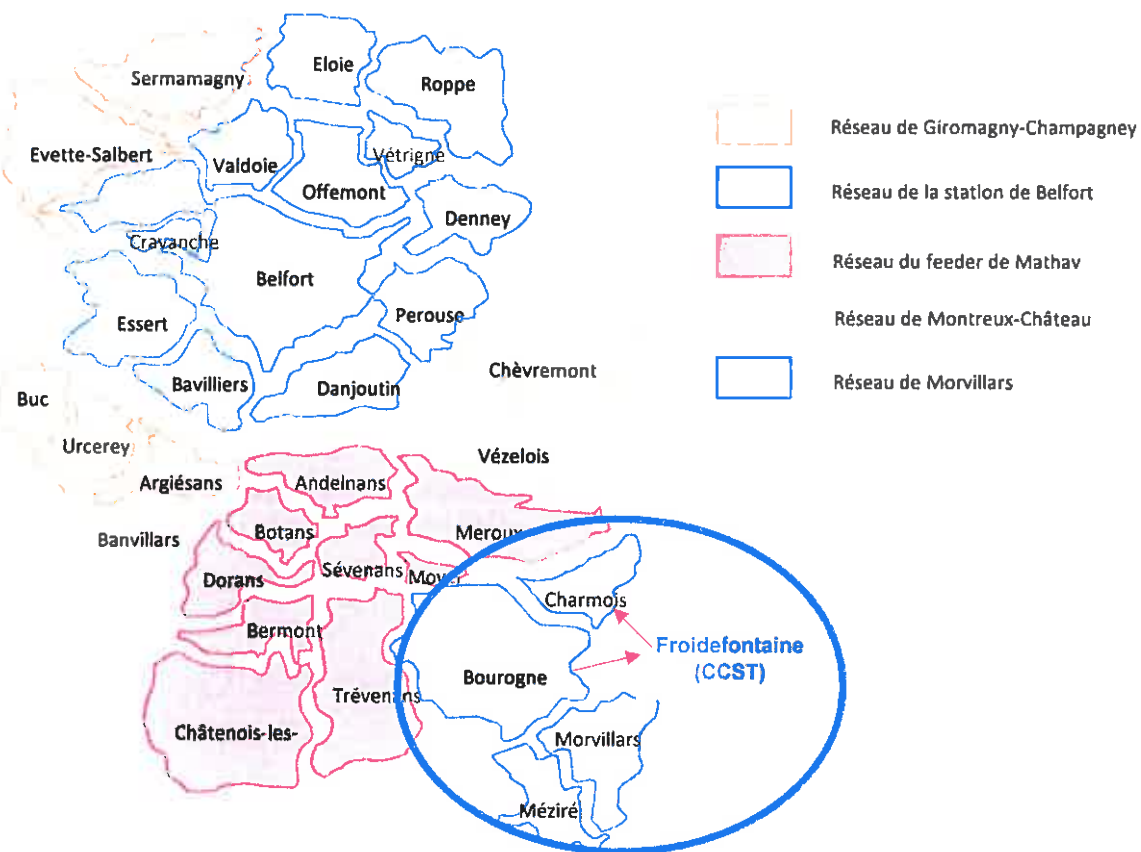 Eloie
Sermamagny
Roppe
Evette-Salbert
Valdoie
Vétrigne
Offemont
Denney
Cravanche
Belfort
Essert
Perouse
Bavilliers
Danjoutin
Chèvremont
Buc
Urcerey
Argiésans
Andelnans
Vézelois
Banvillars
Botans
Meroux
Dorans
Sévenans
Charmois
Bermont
Froidefontaine
(CCST)
Bourogne
Trévenans
Châtenois-les-
Morvillars
Méziré
Réseau de Giromagny-Champagney
Réseau de la station de Belfort
Réseau du feeder de Mathav
Réseau de Montreux-Château
Réseau de Morvillars